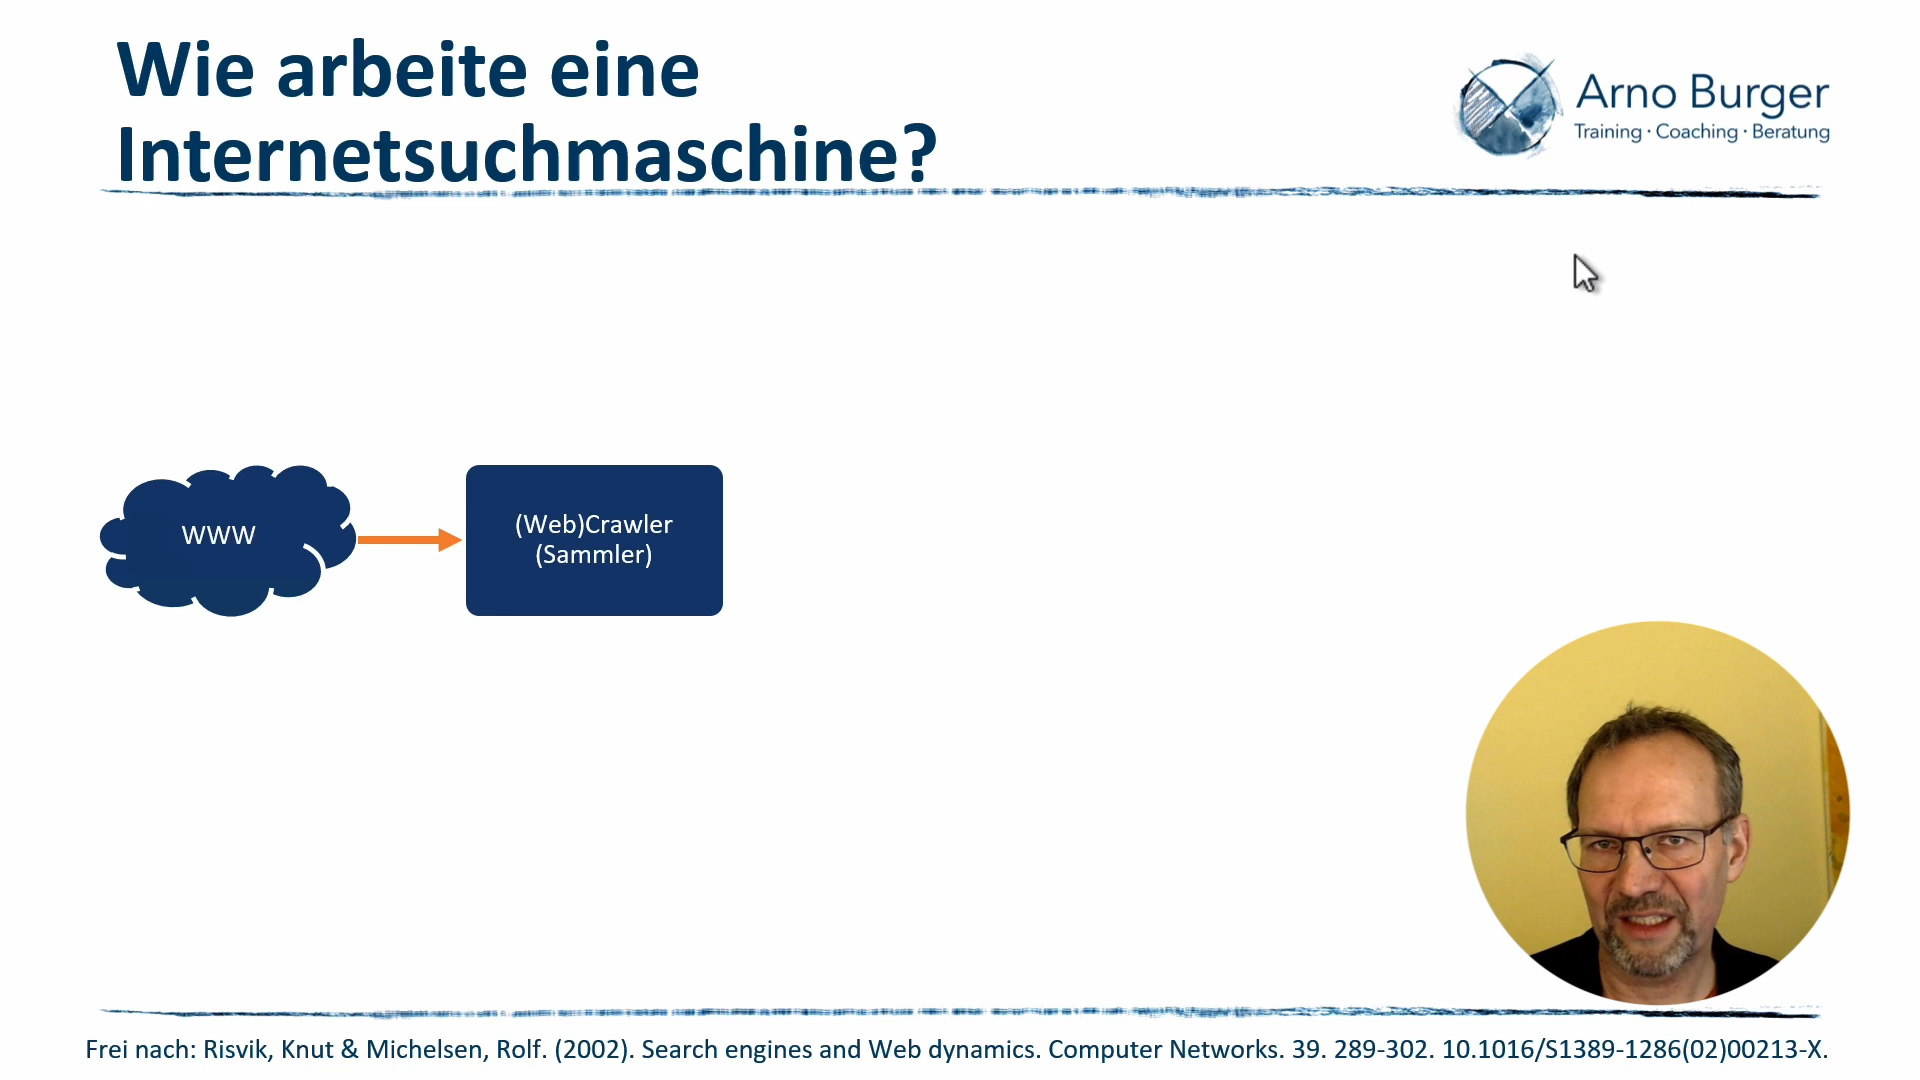 Wie arbeite eine
Internetsuchmaschine?
Arno Burger
Training · Coaching · Beratung
WWW
(Web)Crawler
(Sammler)
Frei nach: Risvik, Knut & Michelsen, Rolf. (2002). Search engines and Web dynamics. Computer Networks. 39. 289-302. 10.1016/S1389-1286(02)00213-X.